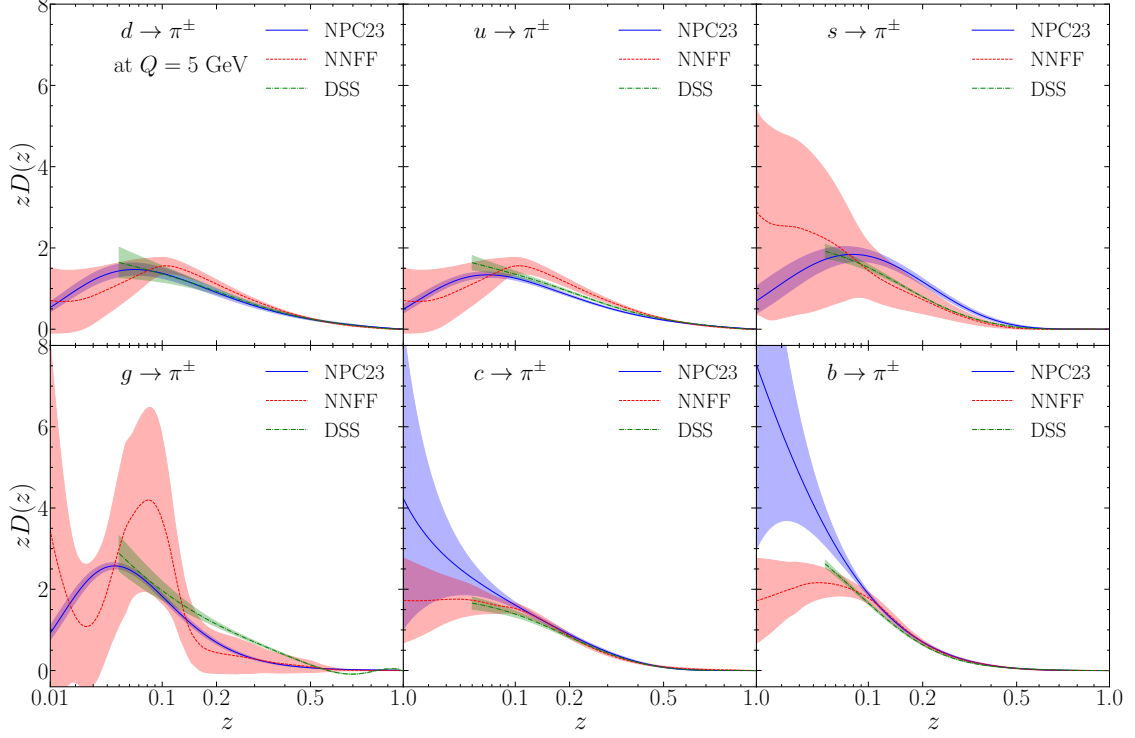 d → π±
at Q = 5 GeV
NPC23
NNFF
DSS
u → π±
NPC23
NNFF
DSS
s → π±
NPC23
NNFF
DSS
zD(z)
8
6
4
2
0
g → π±
NPC23
NNFF
DSS
c → π±
NPC23
NNFF
DSS
b → π±
NPC23
NNFF
DSS
zD(z)
8
6
4
2
0
0.01 0.1 0.2 0.5 1.0 0.1 0.2 0.5 1.0 0.1 0.2 0.5 1.0
z z z